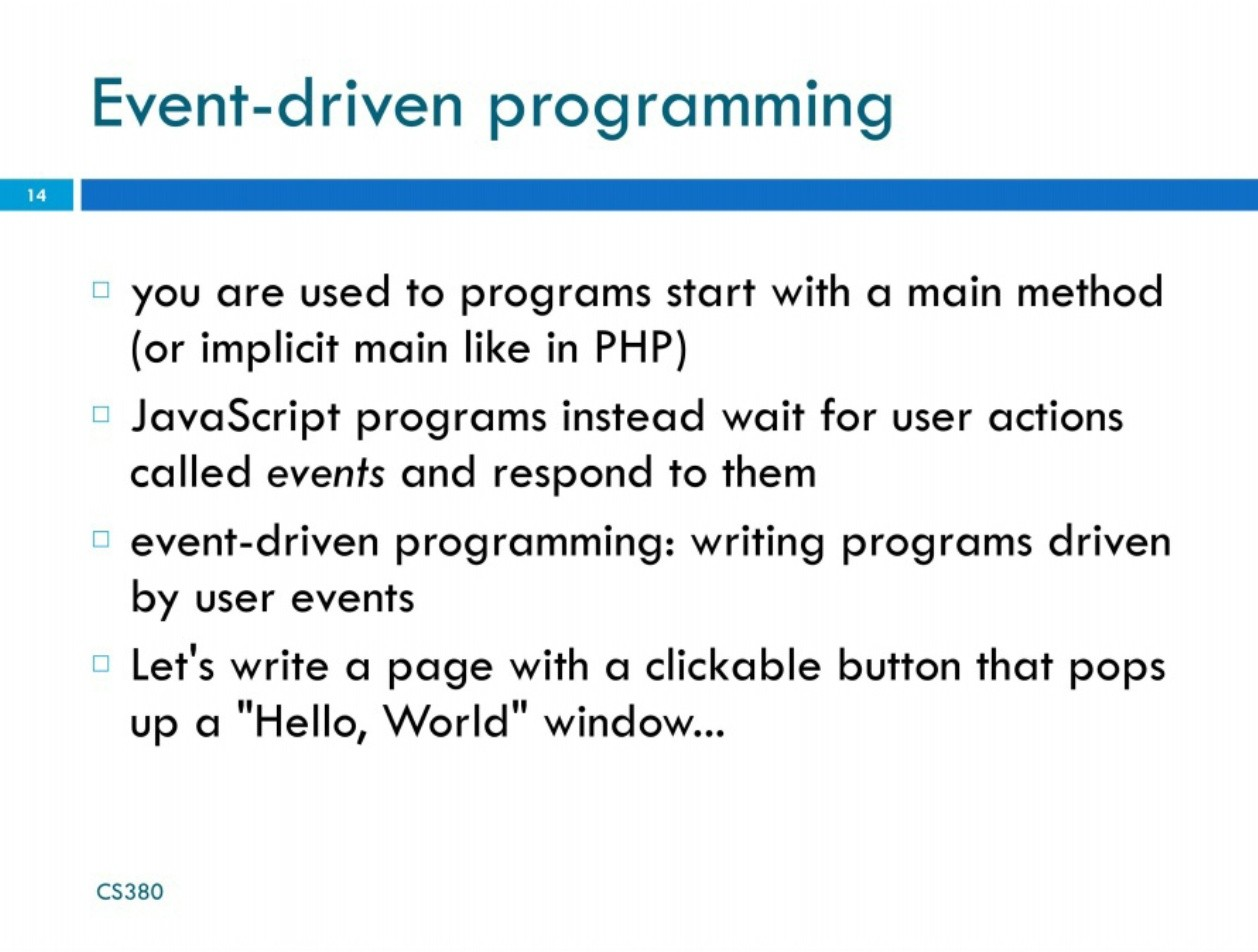 Event-driven programming
14
you are used to programs start with a main method
(or implicit main like in PHP)
JavaScript programs instead wait for user actions
called events and respond to them
event-driven programming: writing programs driven
by user events
Let's write a page with a clickable button that pops
up a "Hello, World" window...
CS380